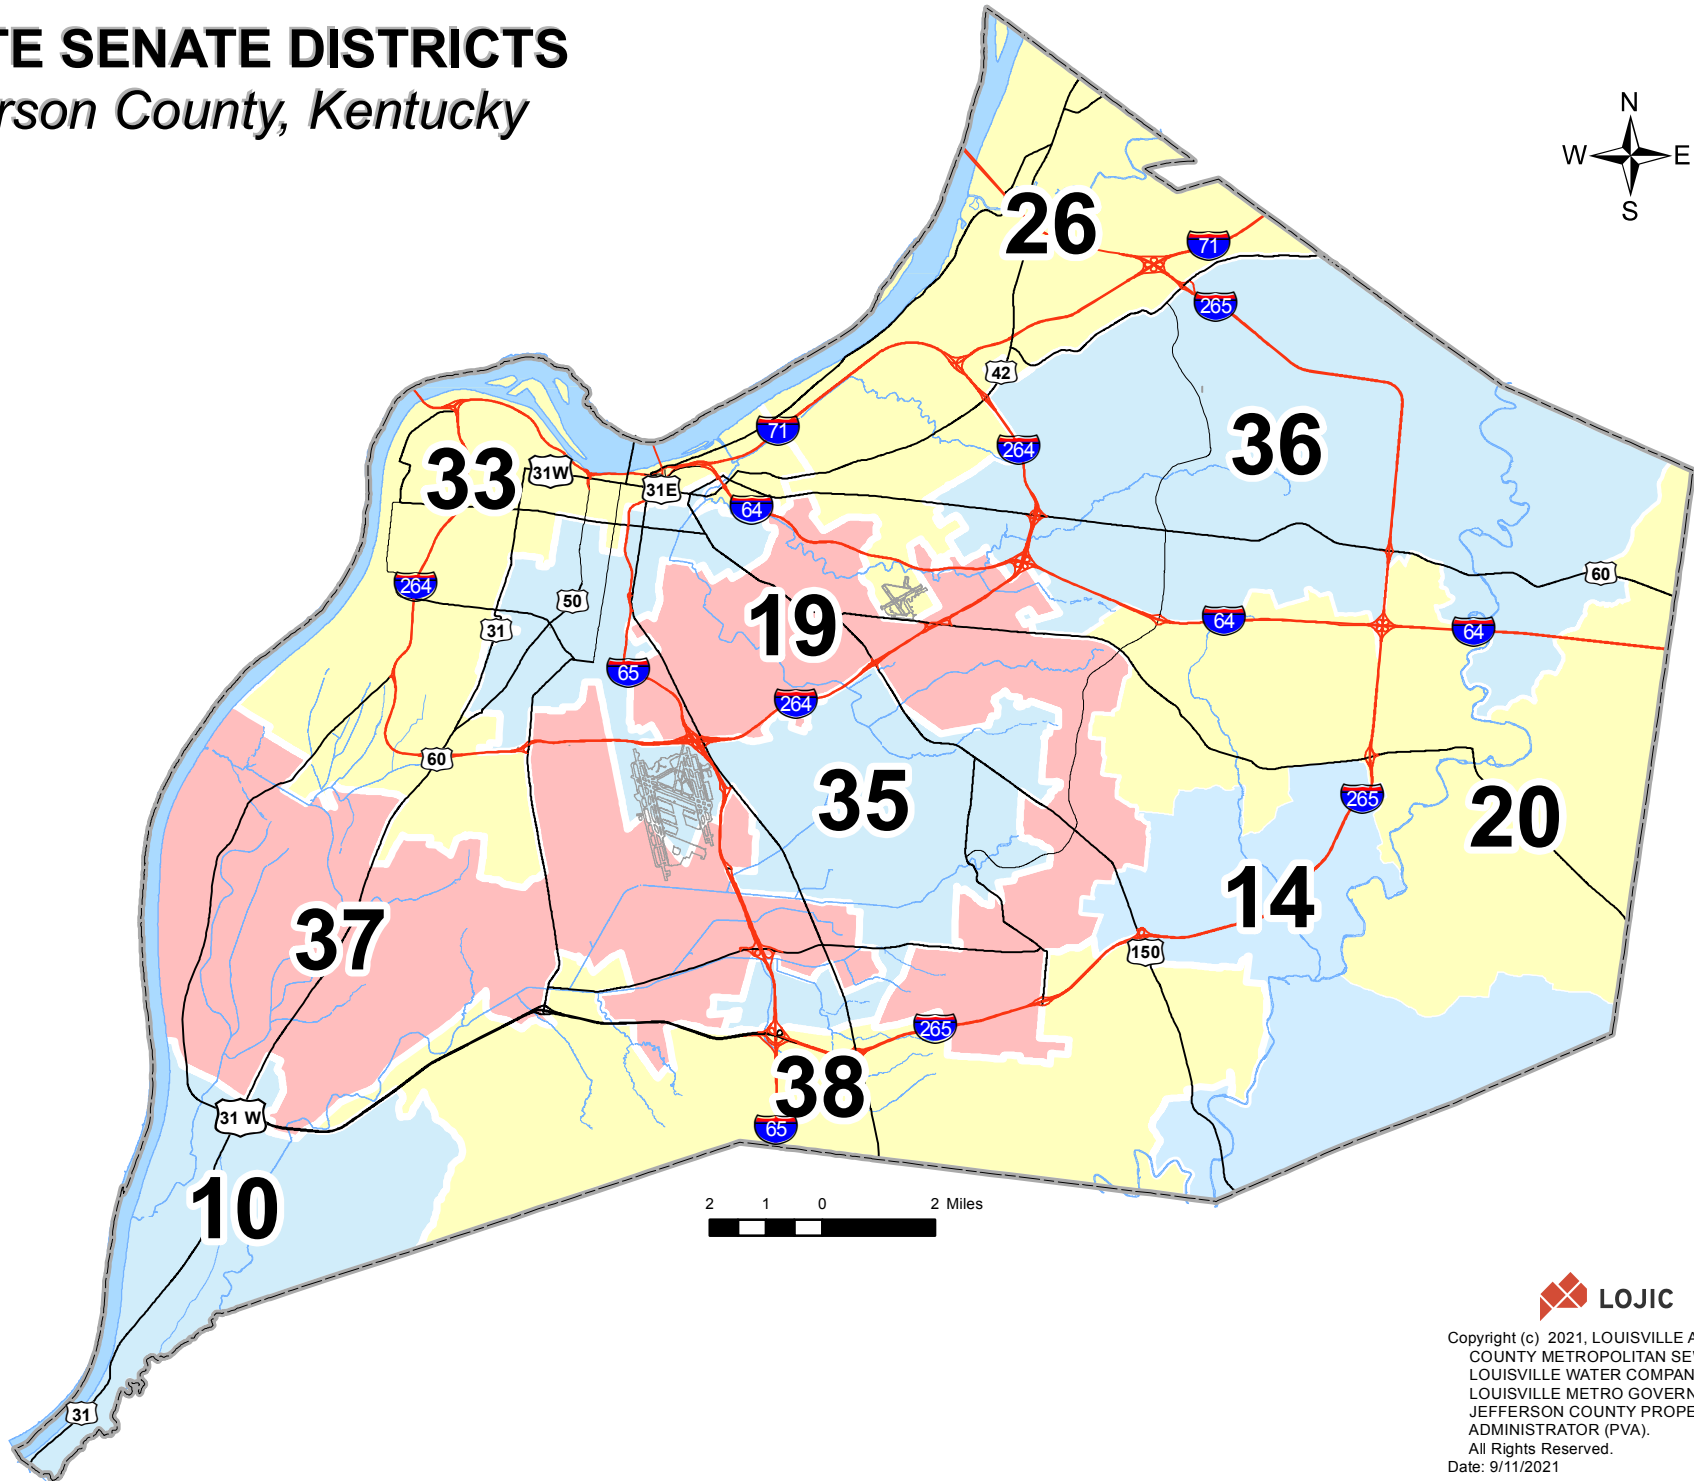 TE SENATE DISTRICTS
rson County, Kentucky
N
W E
S
26
71
265
42
36
71
264
33
31W
31E
64
60
264
50
31
19
64
64
65
264
60
35
265
20
14
37
150
265
38
65
31 W
10
2 1 0 2 Miles
31
LOJIC
Copyright (c) 2021, LOUISVILLE A
COUNTY METROPOLITAN SE
LOUISVILLE WATER COMPAN
LOUISVILLE METRO GOVERN
JEFFERSON COUNTY PROPE
ADMINISTRATOR (PVA).
All Rights Reserved.
Date: 9/11/2021